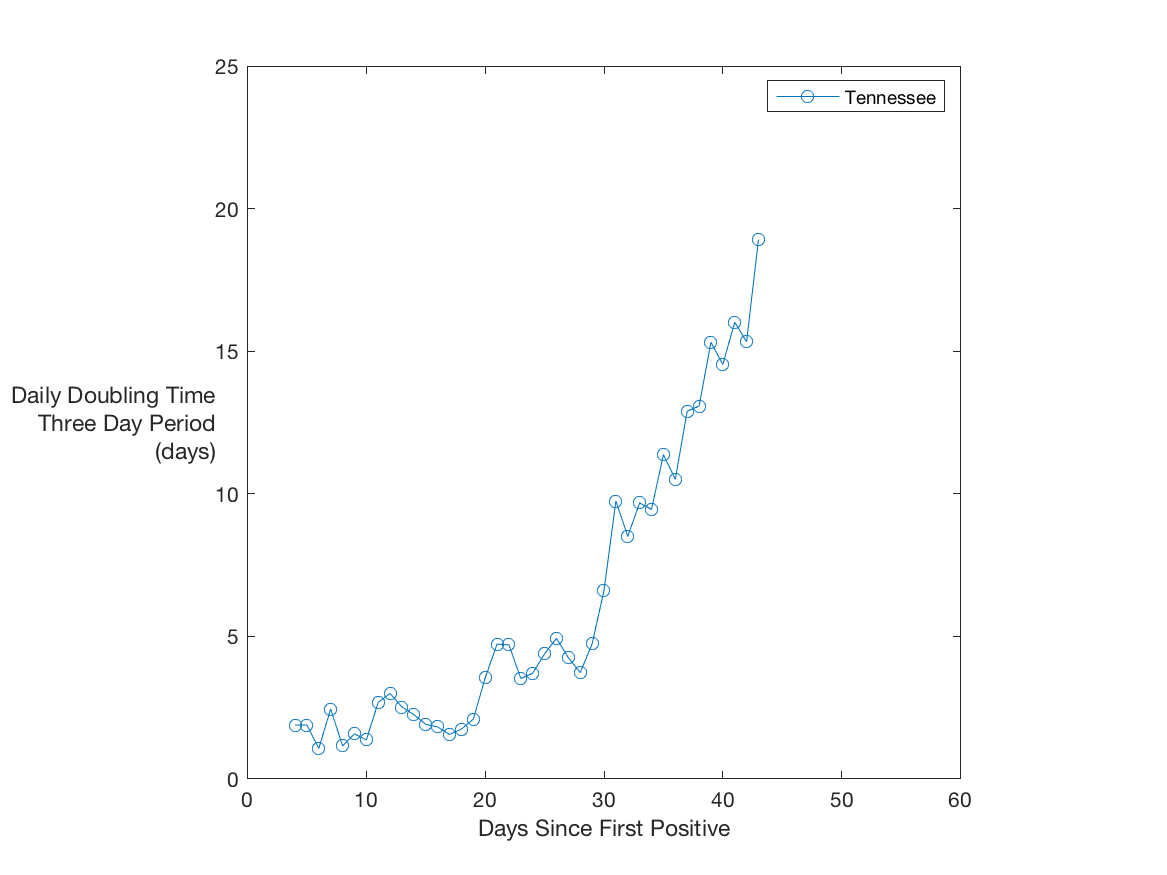 25
Tennessee
20
15
Daily Doubling Time
Three Day Period
(days)
10
5
0
0 10 20 30 40 50 60
Days Since First Positive